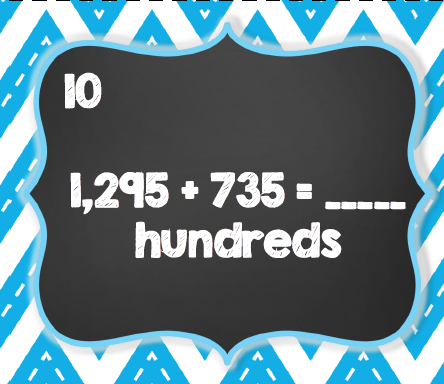 10
1,295 + 735 = _____
hundreds